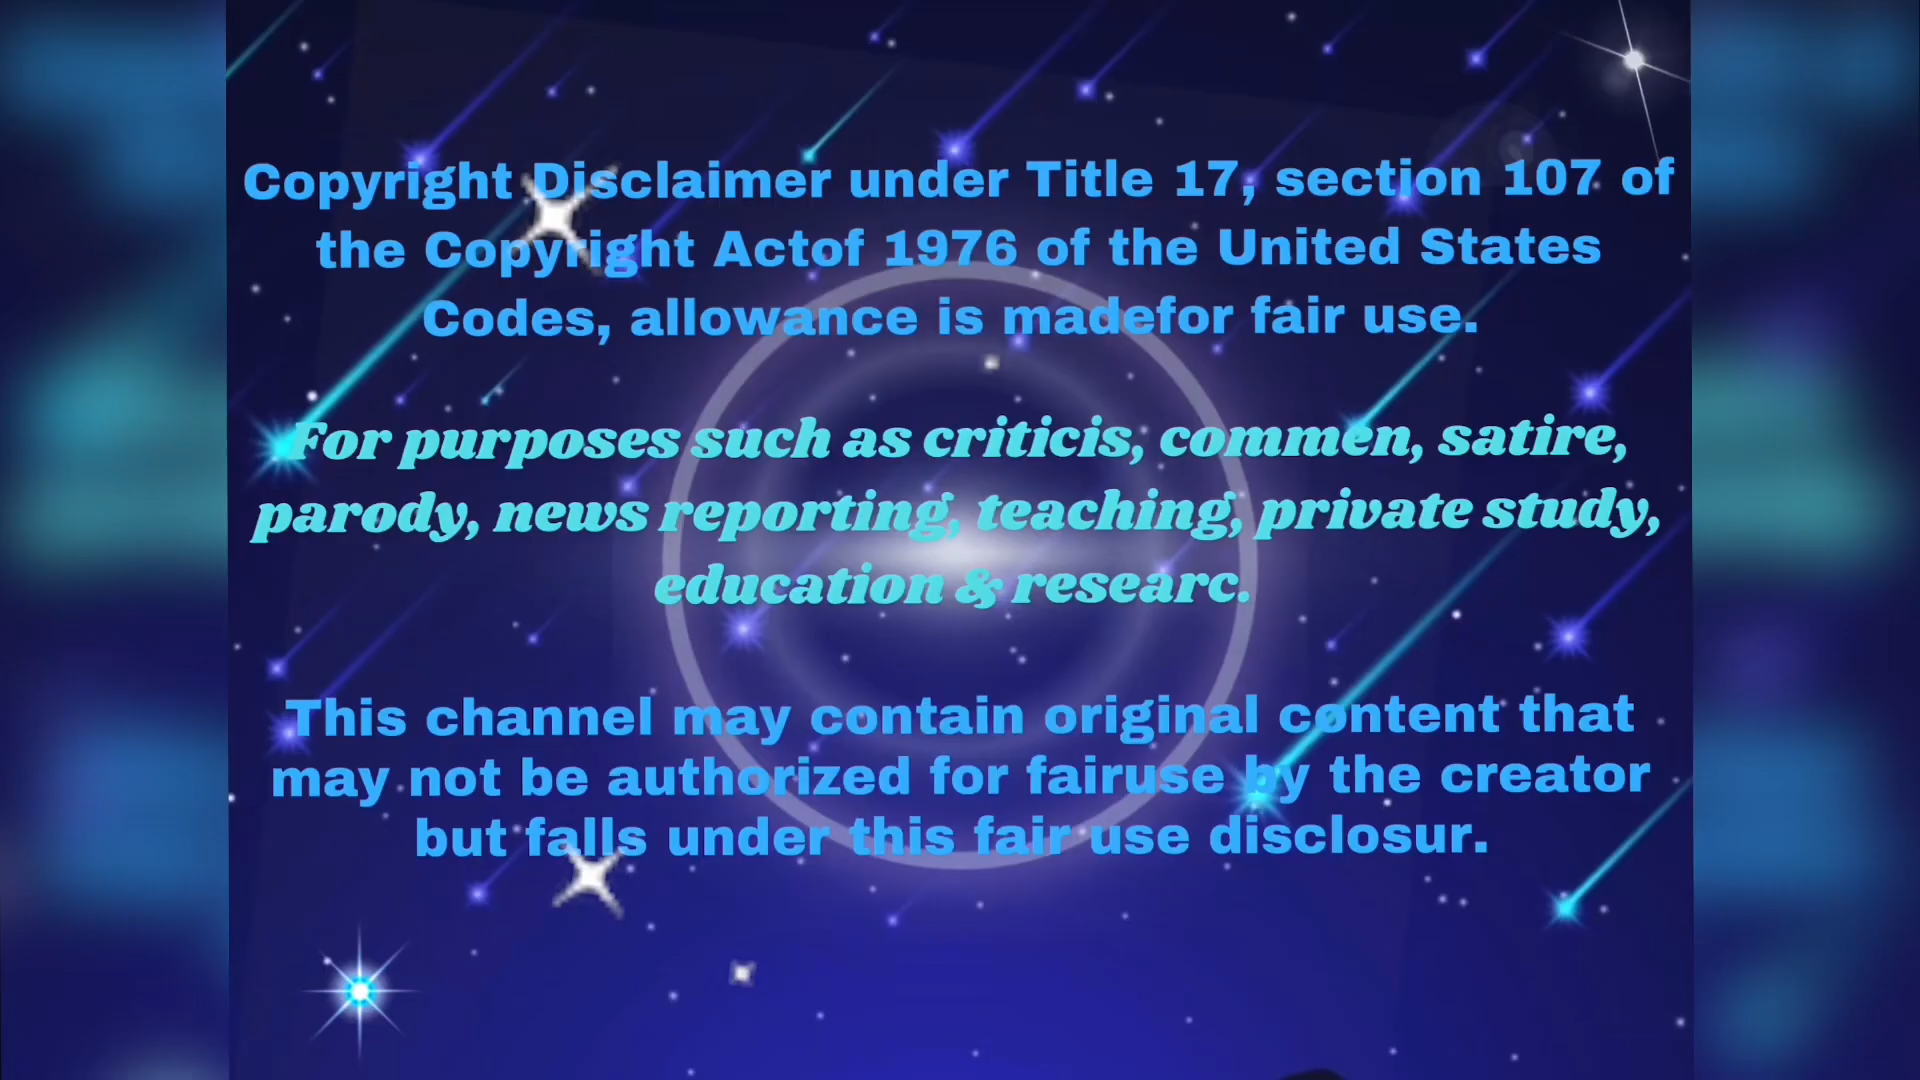 Copyright Disclaimer under Title 17, section 107 of
the Copyright Actof 1976 of the United States
Codes, allowance is madefor fair use.
For purposes such as criticis, commen, satire,
parody, news reporting, teaching, private study,
education & researc.
This channel may contain original content that
may not be authorized for fairuse by the creator
but falls under this fair use disclosur.